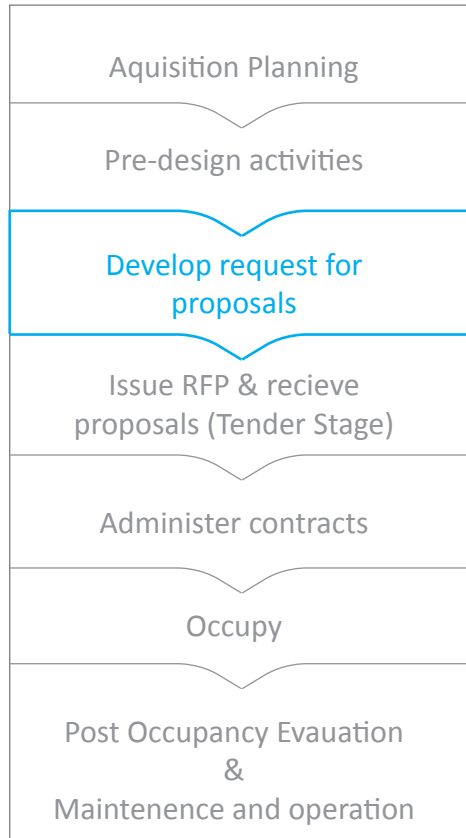 Aquisition Planning
Pre-design activities
Develop request for
proposals
Issue RFP & recieve
proposals (Tender Stage)
Administer contracts
Occupy
Post Occupancy Evauation
&
Maintenence and operation